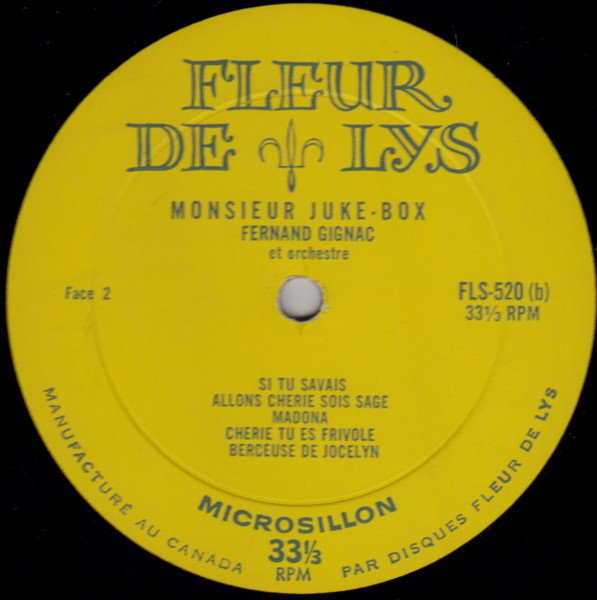 FLEUR
DE LYS
MONSIEUR JUKE-BOX
FERNAND GIGNAC
et orchestre
Face 2
FLS-520 (b)
33⅓ RPM
SI TU SAVAIS
ALLONS CHERIE SOIS SAGE
MADONA
CHERIE TU ES FRIVOLE
BERCEUSE DE JOCELYN
MICROSILLON
33⅓
RPM
MANUFACTURÉ AU CANADA PAR DISQUES FLEUR DE LYS